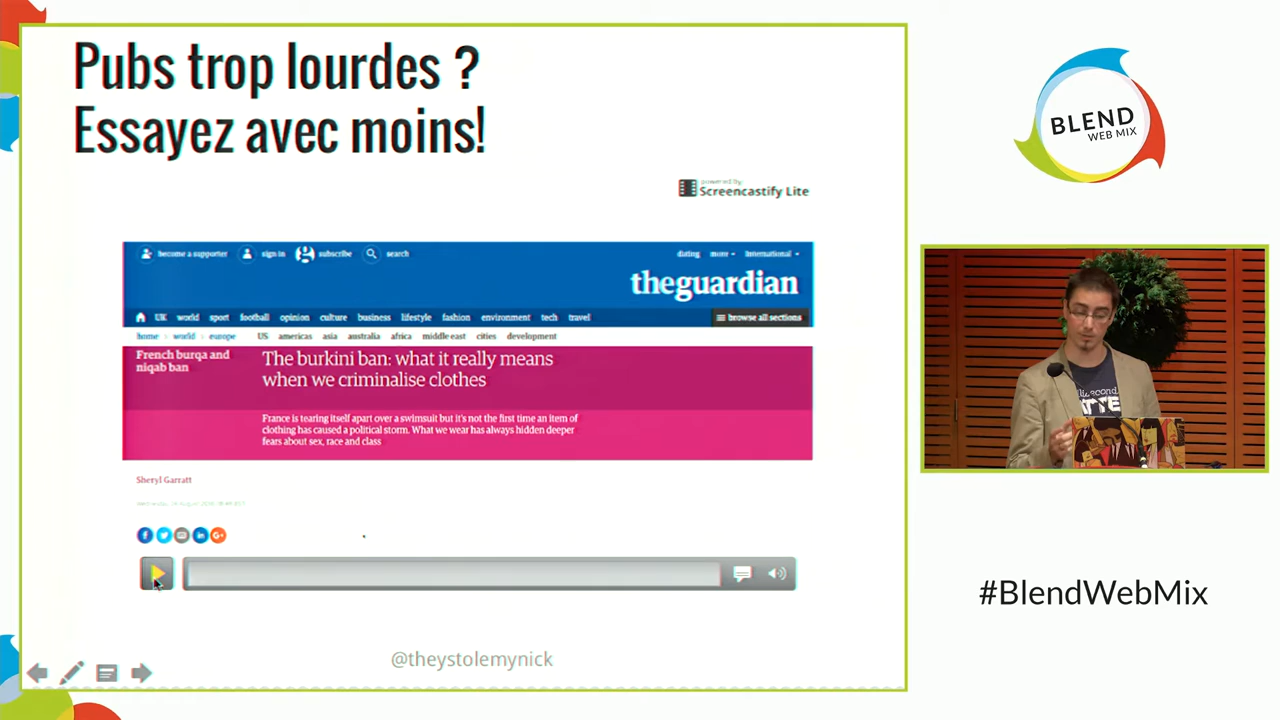 Pubs trop lourdes ?
Essayez avec moins!
powered by
Screencastify Lite
become a supporter sign in subscribe search
dating more International
theguardian
UK world sport football opinion culture business lifestyle fashion environment tech travel browse all sections
home › world › europe US americas asia australia africa middle east cities development
French burqa and
niqab ban
The burkini ban: what it really means
when we criminalise clothes
France is tearing itself apart over a swimsuit but it's not the first time an item of
clothing has caused a political storm. What we wear has always hidden deeper
fears about sex, race and class
Sheryl Garratt
@theystolemynick
BLEND
WEB MIX
#BlendWebMix